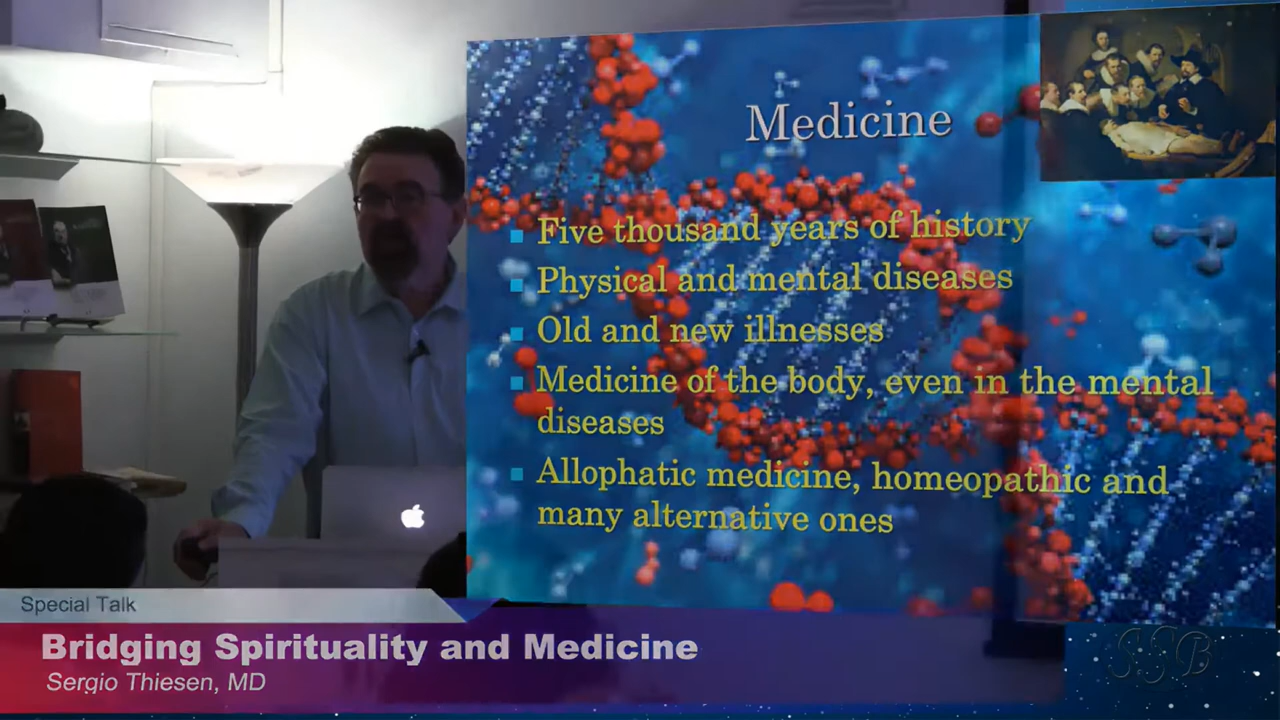 Medicine
Five thousand years of history
Physical and mental diseases
Old and new illnesses
Medicine of the body, even in the mental
diseases
Allophatic medicine, homeopathic and
many alternative ones
Special Talk
Bridging Spirituality and Medicine
Sergio Thiesen, MD
SSB